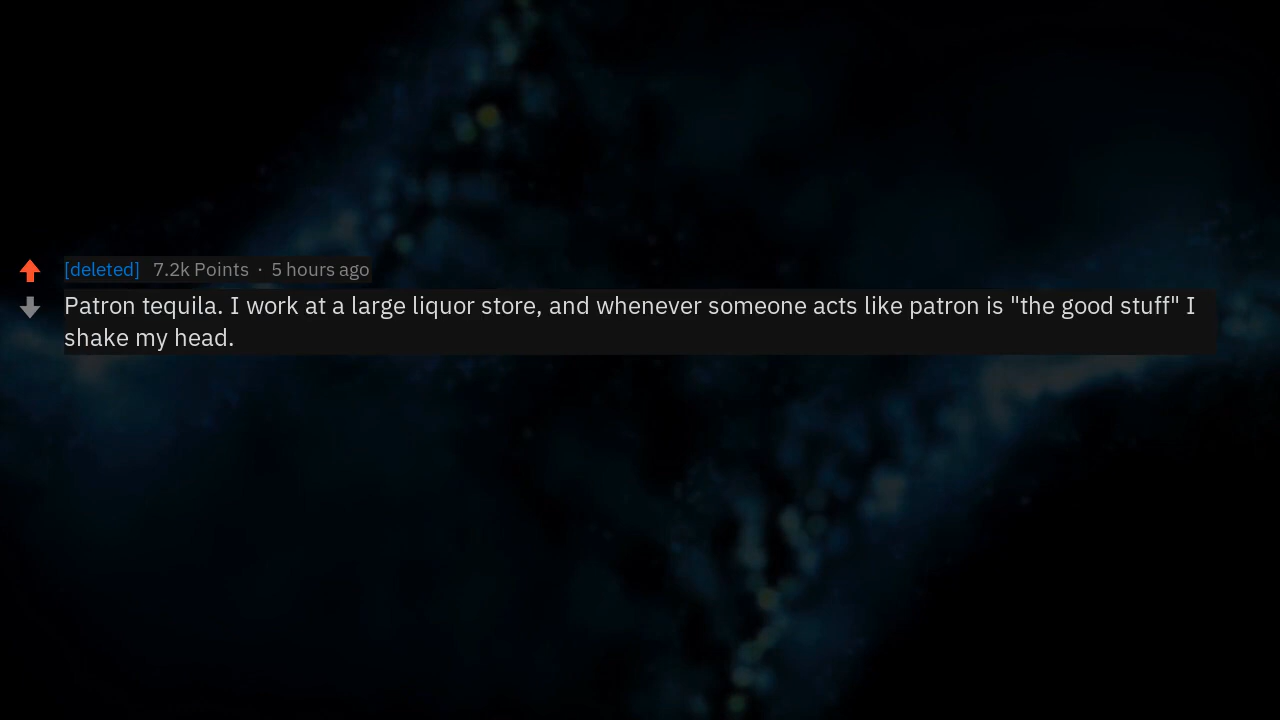 [deleted] 7.2k Points · 5 hours ago
Patron tequila. I work at a large liquor store, and whenever someone acts like patron is "the good stuff" I
shake my head.